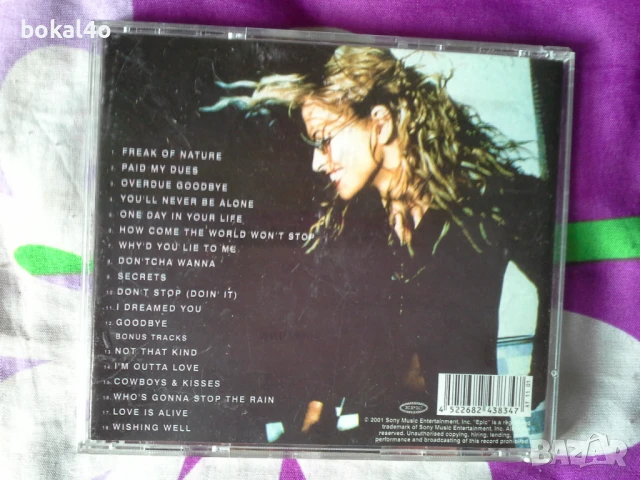 bokal4o
1. FREAK OF NATURE
2. PAID MY DUES
3. OVERDUE GOODBYE
4. YOU'LL NEVER BE ALONE
5. ONE DAY IN YOUR LIFE
6. HOW COME THE WORLD WON'T STOP
7. WHY'D YOU LIE TO ME
8. DON'TCHA WANNA
9. SECRETS
10. DON'T STOP (DOIN' IT)
11. I DREAMED YOU
12. GOODBYE
BONUS TRACKS
13. NOT THAT KIND
14. I'M OUTTA LOVE
15. COWBOYS & KISSES
16. WHO'S GONNA STOP THE RAIN
17. LOVE IS ALIVE
18. WISHING WELL
4 522682 438347
℗ 2001 Sony Music Entertainment, Inc. "Epic" is a
trademark of Sony Music Entertainment, Inc.
reserved. Unauthorised copying, hiring, lending,
performance and broadcasting of this record prohibited
BAZAR
bg